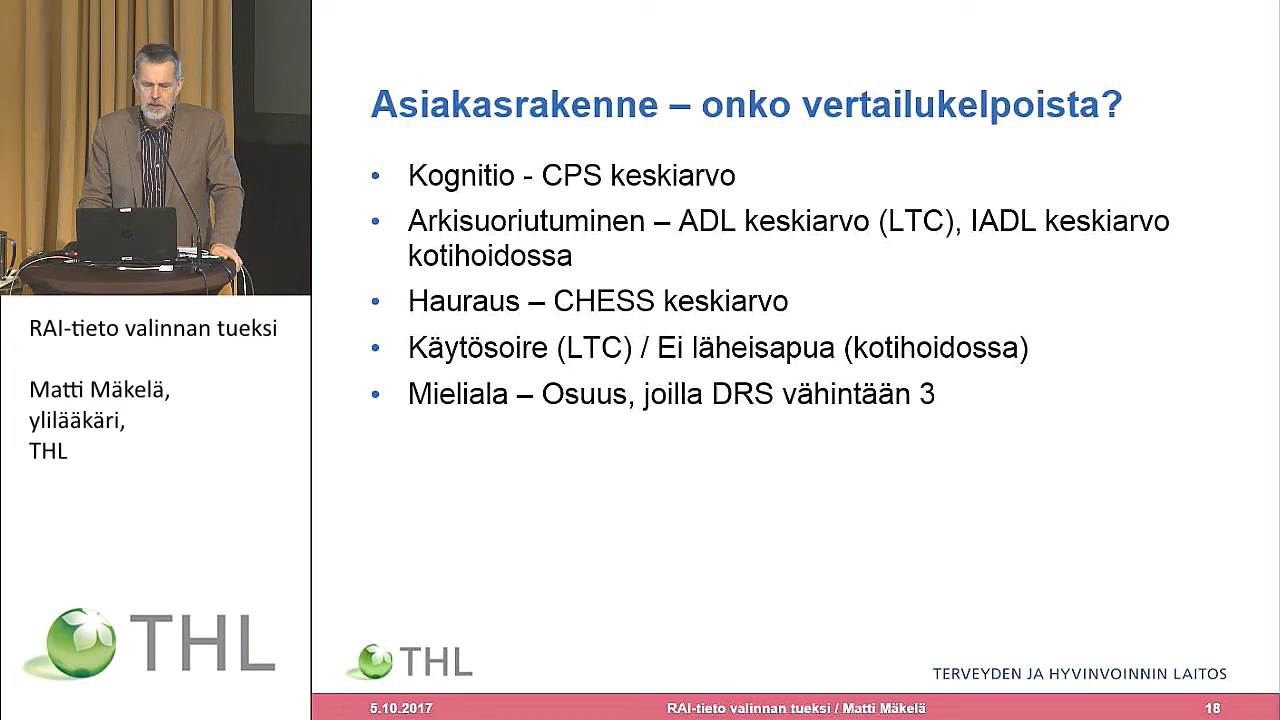 Asiakasrakenne – onko vertailukelpoista?
• Kognitio - CPS keskiarvo
• Arkisuoriutuminen – ADL keskiarvo (LTC), IADL keskiarvo
kotihoidossa
• Hauraus – CHESS keskiarvo
• Käytösoire (LTC) / Ei läheisapua (kotihoidossa)
• Mieliala – Osuus, joilla DRS vähintään 3
RAI-tieto valinnan tueksi
Matti Mäkelä,
ylilääkäri,
THL
THL
THL
TERVEYDEN JA HYVINVOINNIN LAITOS
5.10.2017
RAI-tieto valinnan tueksi / Matti Mäkelä
18